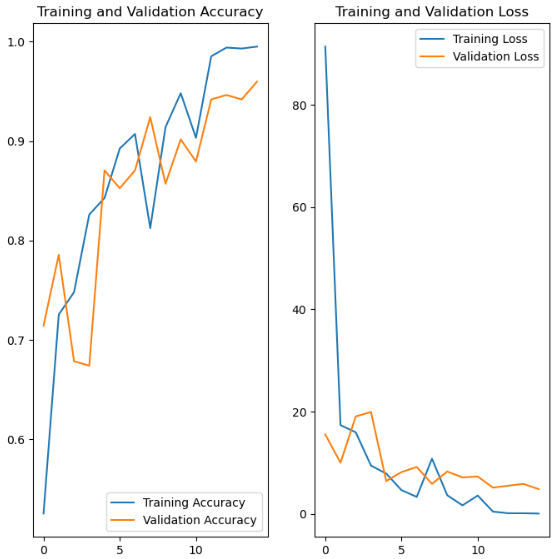 Training and Validation Accuracy
1.0
0.9
0.8
0.7
0.6
0
5
10
Training Accuracy
Validation Accuracy
Training and Validation Loss
Training Loss
Validation Loss
80
60
40
20
0
0
5
10